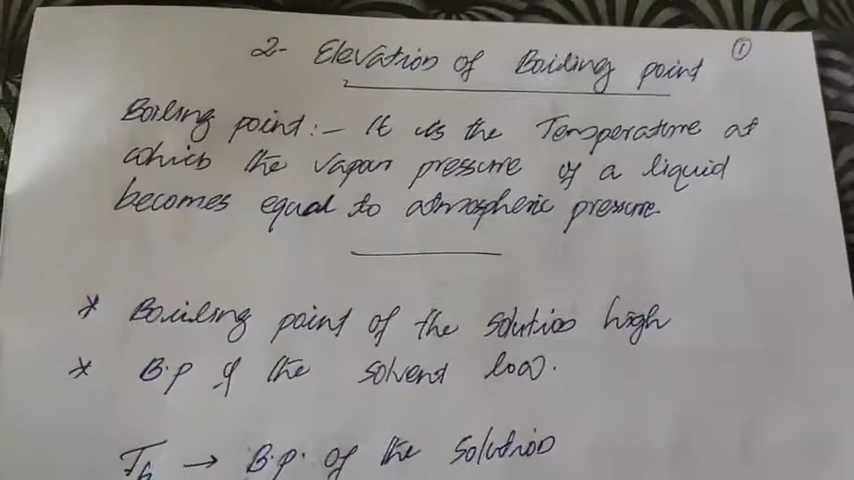 2- Elevation of Boiling point ①
Boiling point :- It is the Temperature at
which the vapour pressure of a liquid
becomes equal to atmospheric pressure.
* Boiling point of the solution high
* B.p of the solvent low.
Tb → B.p. of the solution